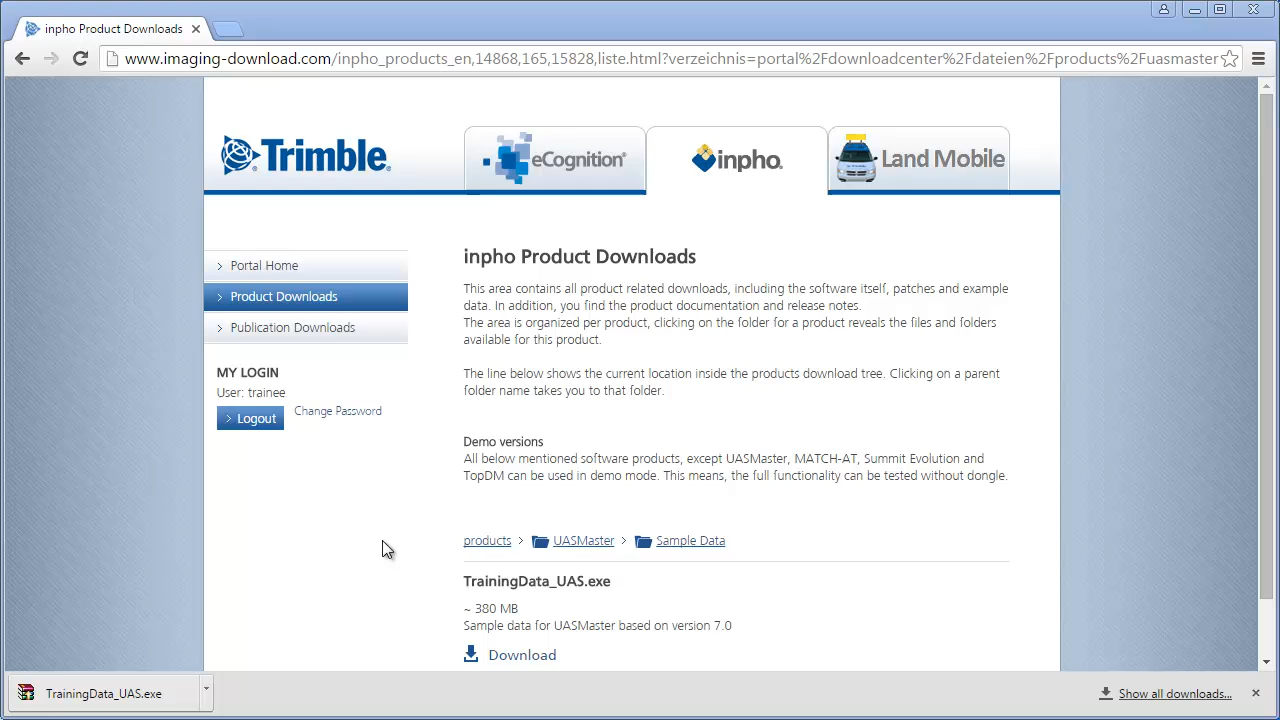 inpho Product Downloads
www.imaging-download.com/inpho_products_en,14868,165,15828,liste.html?verzeichnis=portal%2Fdownloadcenter%2Fdateien%2Fproducts%2Fuasmaster
Trimble®
eCognition®
inpho®
Land Mobile
Portal Home
Product Downloads
Publication Downloads
MY LOGIN
User: trainee
Logout
Change Password
inpho Product Downloads
This area contains all product related downloads, including the software itself, patches and example
data. In addition, you find the product documentation and release notes.
The area is organized per product, clicking on the folder for a product reveals the files and folders
available for this product.
The line below shows the current location inside the products download tree. Clicking on a parent
folder name takes you to that folder.
Demo versions
All below mentioned software products, except UASMaster, MATCH-AT, Summit Evolution and
TopDM can be used in demo mode. This means, the full functionality can be tested without dongle.
products > UASMaster > Sample Data
TrainingData_UAS.exe
~ 380 MB
Sample data for UASMaster based on version 7.0
Download
TrainingData_UAS.exe
Show all downloads...